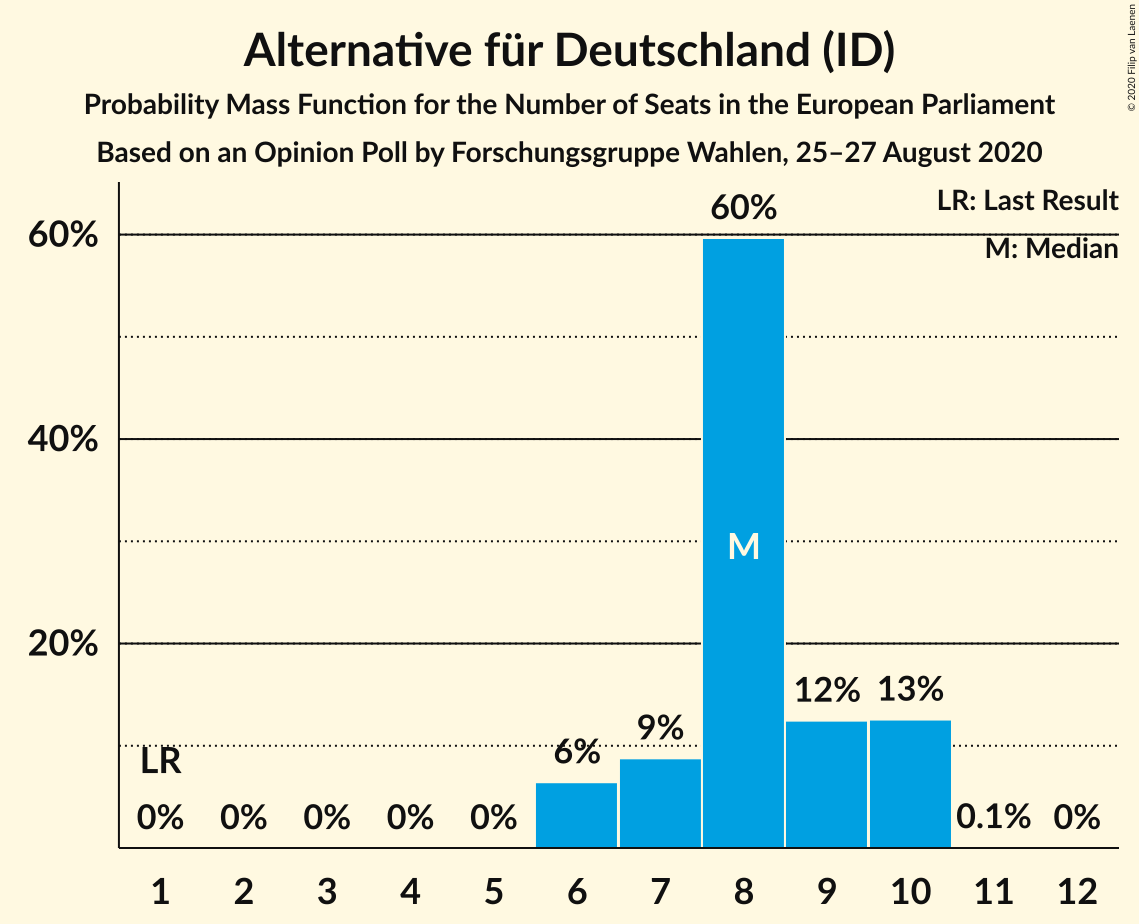 Alternative für Deutschland (ID)
Probability Mass Function for the Number of Seats in the European Parliament
Based on an Opinion Poll by Forschungsgruppe Wahlen, 25–27 August 2020
© 2020 Filip van Laenen
LR: Last Result
M: Median
60%
40%
20%
60%
M
12%
13%
9%
6%
LR
0%
0%
0%
0%
0%
0.1%
0%
1 2 3 4 5 6 7 8 9 10 11 12